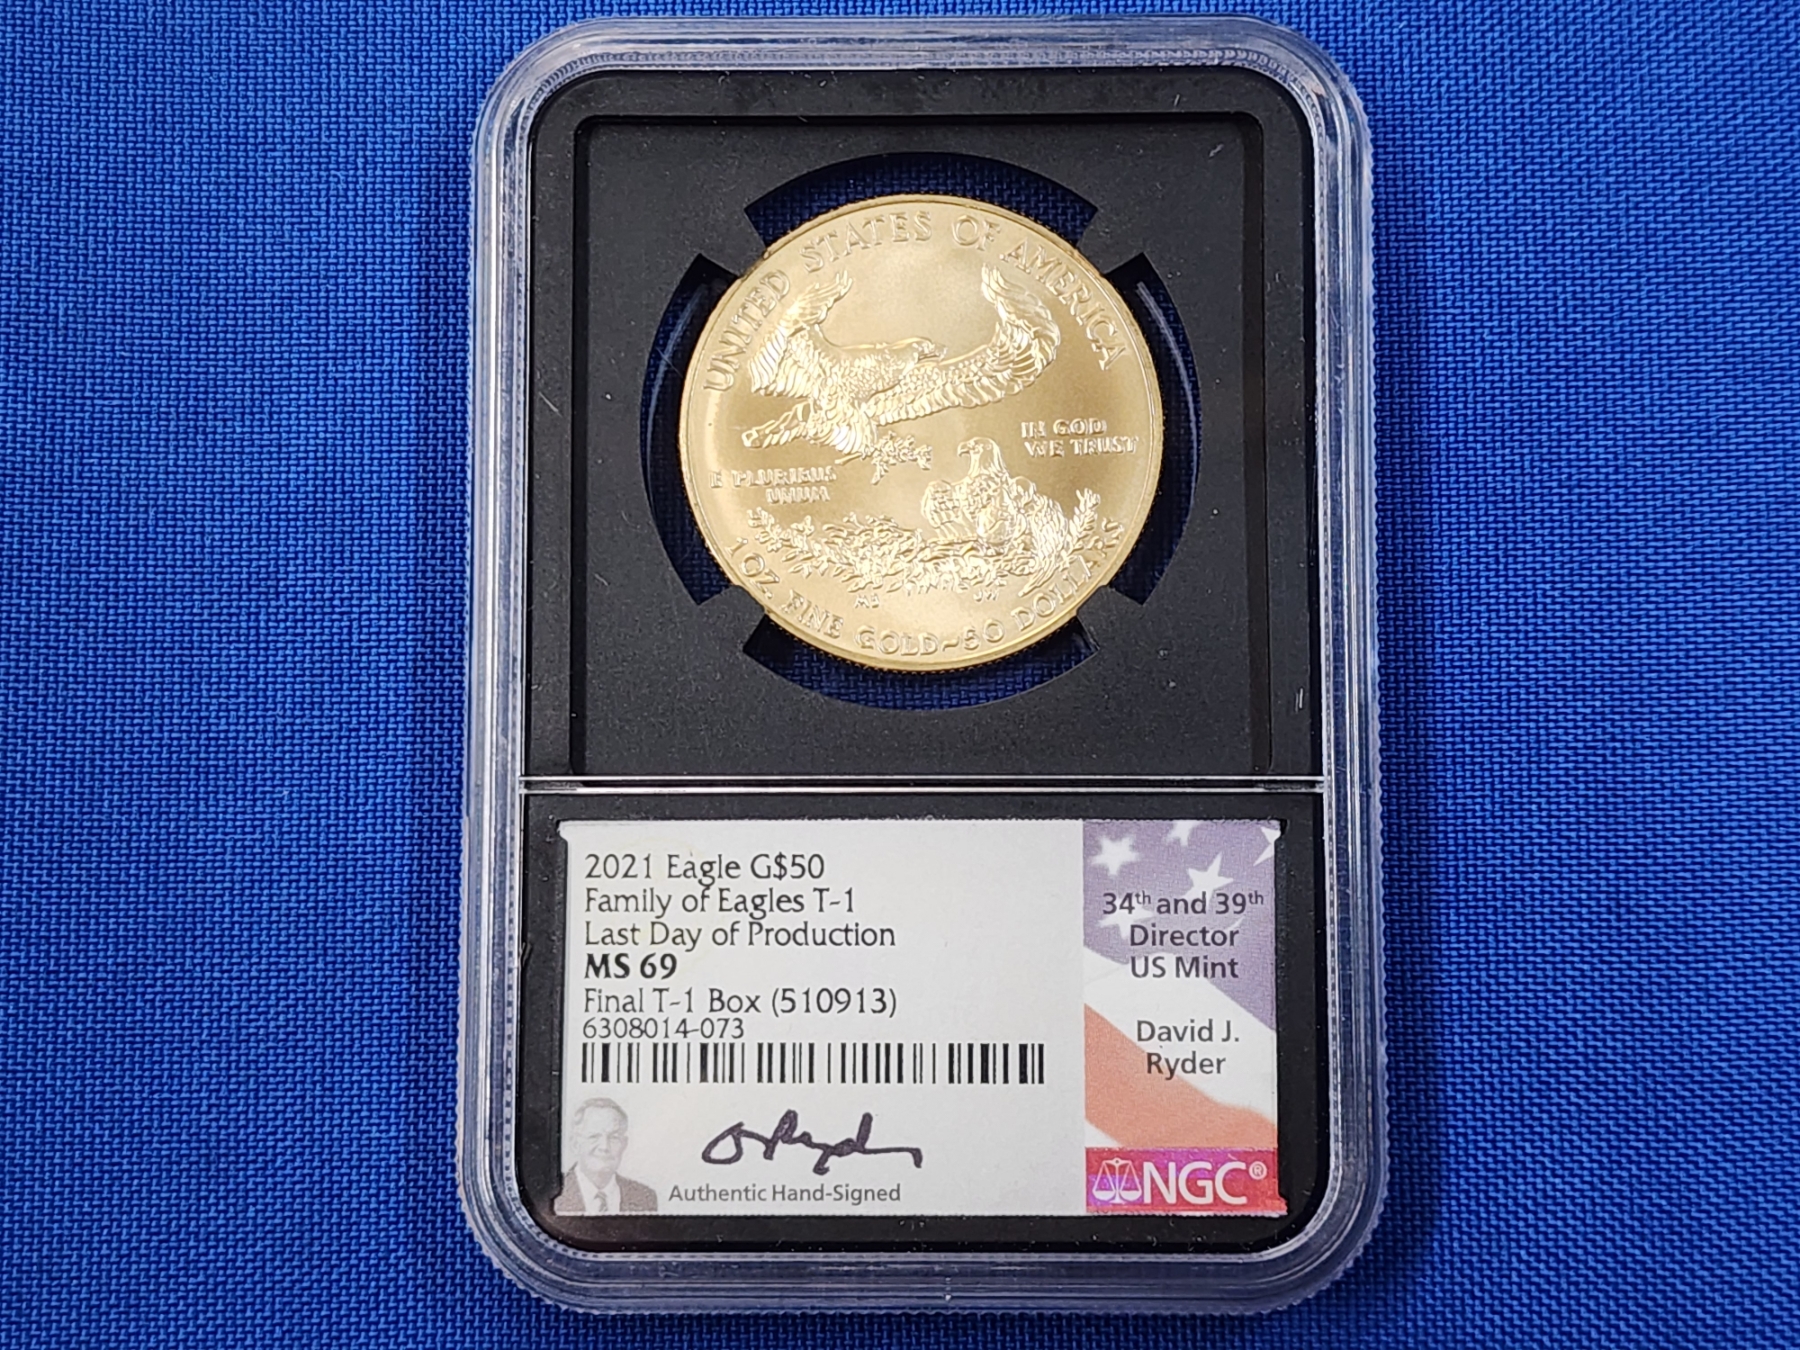 UNITED STATES OF AMERICA
IN GOD
WE TRUST
E PLURIBUS
UNUM
MB
JW
1 OZ. FINE GOLD~50 DOLLARS
2021 Eagle G$50
Family of Eagles T-1
Last Day of Production
MS 69
Final T-1 Box (510913)
6308014-073
Authentic Hand-Signed
34th and 39th
Director
US Mint
David J.
Ryder
NGC®